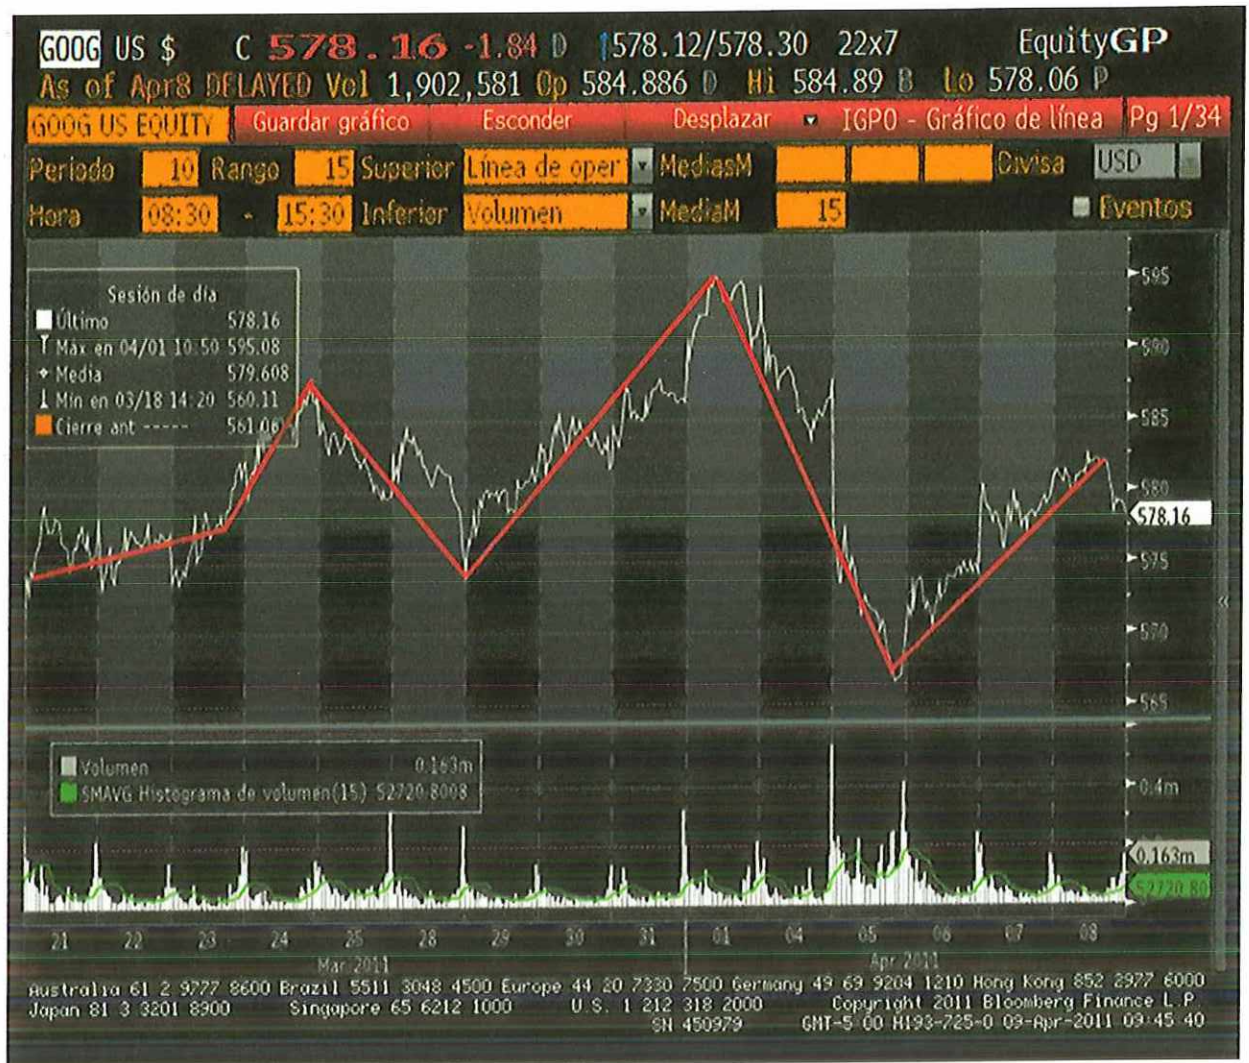 GOOG US $ C 578.16 -1.84 D ↑578.12/578.30 22x7 EquityGP
As of Apr8 DELAYED Vol 1,902,581 Op 584.886 D Hi 584.89 B Lo 578.06 P
GOOG US EQUITY Guardar gráfico Esconder Desplazar IGPO - Gráfico de línea Pg 1/34
Periodo 10 Rango 15 Superior Línea de oper MediasM Divisa USD
Hora 08:30 - 15:30 Inferior Volumen MediaM 15 Eventos
Sesión de día
Último 578.16
Máx en 04/01 10:50 595.08
Media 579.608
Mín en 03/18 14:20 560.11
Cierre ant ----- 561.06
595
590
585
580
578.16
575
570
565
Volumen 0.163m
SMAVG Histograma de volumen(15) 52720.8008
0.4m
0.163m
52720.80
21 22 23 24 25 28 29 30 31 01 04 05 06 07 08
Mar 2011 Apr 2011
Australia 61 2 9777 8600 Brazil 5511 3048 4500 Europe 44 20 7330 7500 Germany 49 69 9204 1210 Hong Kong 852 2977 6000
Japan 81 3 3201 8900 Singapore 65 6212 1000 U.S. 1 212 318 2000 Copyright 2011 Bloomberg Finance L.P.
SN 450979 GMT-5:00 H193-725-0 09-Apr-2011 09:45:40